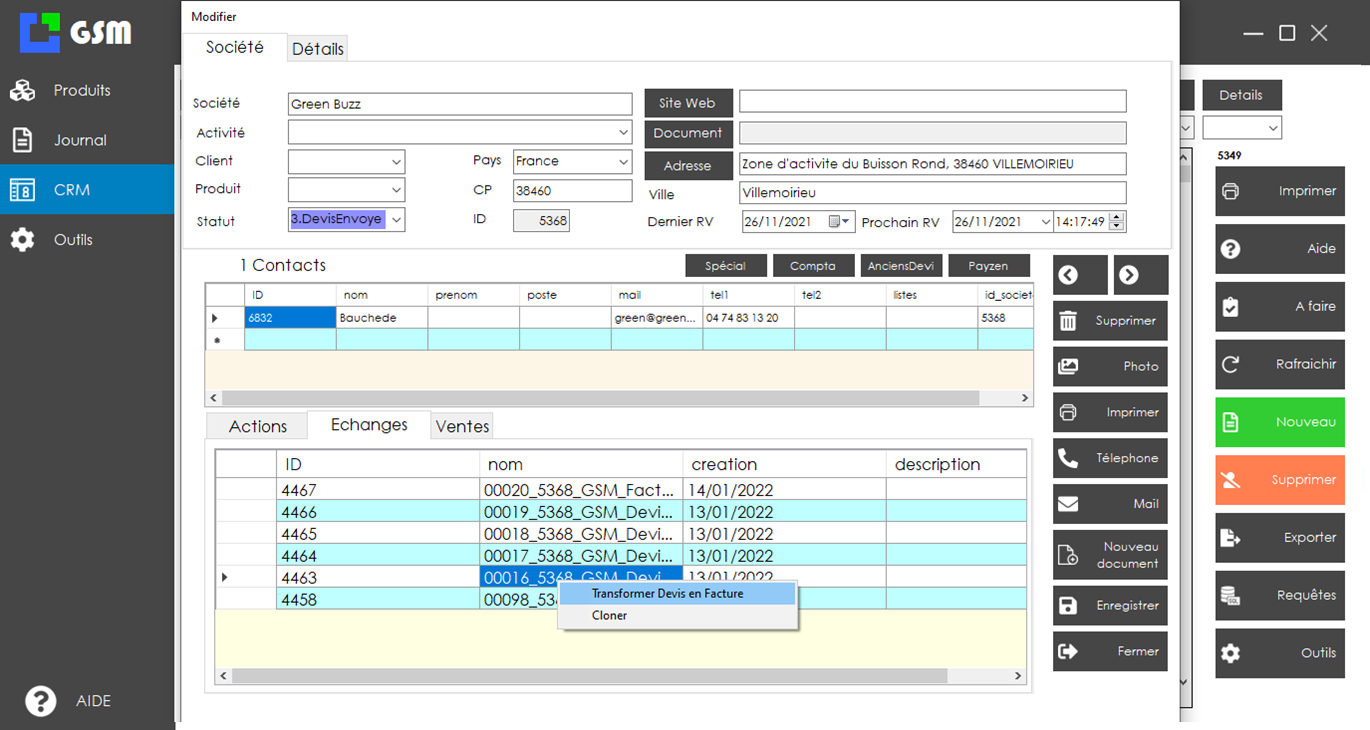 GSM
Produits
Journal
CRM
Outils
AIDE
Modifier
Société
Détails
Société
Green Buzz
Activité
Client
Produit
Statut
3.DevisEnvoye
Pays
France
CP
38460
ID
5368
Site Web
Document
Adresse
Zone d'activite du Buisson Rond, 38460 VILLEMOIRIEU
Ville
Villemoirieu
Dernier RV
26/11/2021
Prochain RV
26/11/2021
14:17:49
1 Contacts
Spécial
Compta
AnciensDevi
Payzen
ID nom prenom poste mail tel1 tel2 listes id_societ
6832 Bauchede green@green... 04 74 83 13 20 5368
Actions
Echanges
Ventes
ID nom creation description
4467 00020_5368_GSM_Fact... 14/01/2022
4466 00019_5368_GSM_Devi... 13/01/2022
4465 00018_5368_GSM_Devi... 13/01/2022
4464 00017_5368_GSM_Devi... 13/01/2022
4463 00016_5368_GSM_Devi... 13/01/2022
4458 00098_53
Transformer Devis en Facture
Cloner
Supprimer
Photo
Imprimer
Télephone
Mail
Nouveau
document
Enregistrer
Fermer
Details
5349
Imprimer
Aide
A faire
Rafraichir
Nouveau
Supprimer
Exporter
Requêtes
Outils